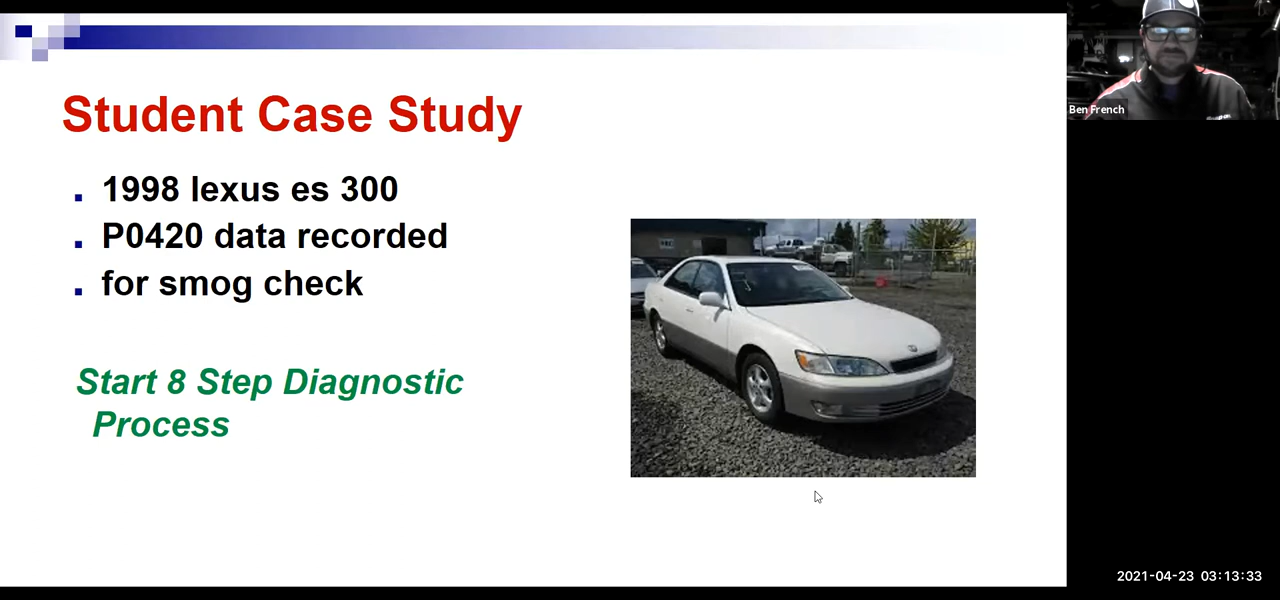 Student Case Study
1998 lexus es 300
P0420 data recorded
for smog check
Start 8 Step Diagnostic
Process
Ben French
2021-04-23 03:13:33